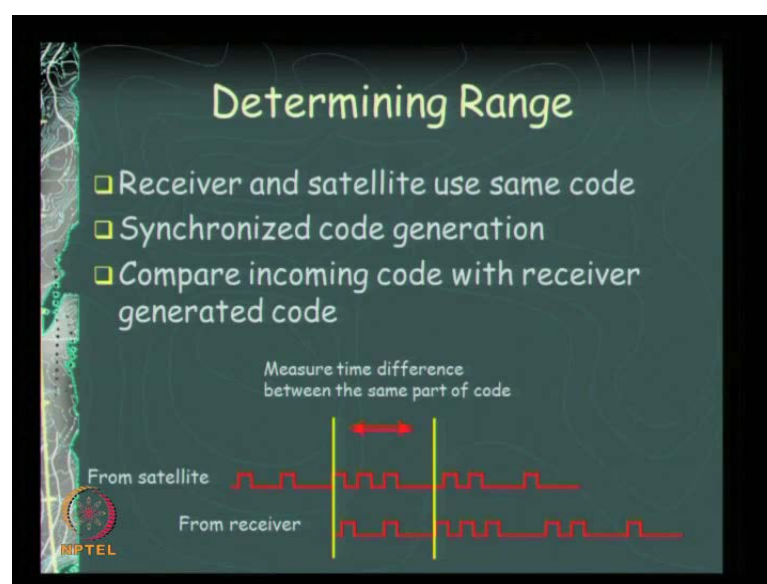 Determining Range
Receiver and satellite use same code
Synchronized code generation
Compare incoming code with receiver
generated code
Measure time difference
between the same part of code
From satellite
From receiver
NPTEL